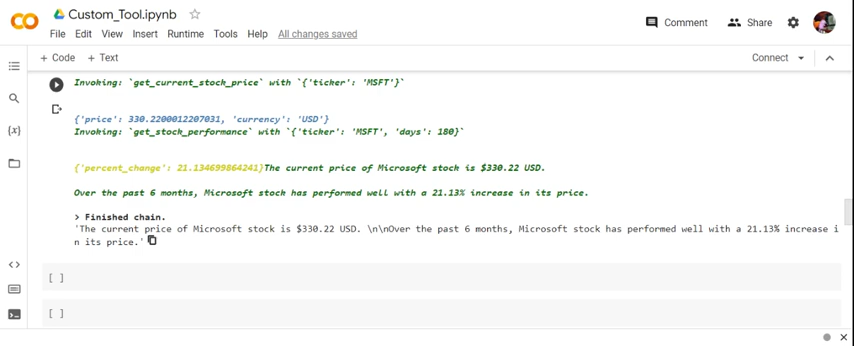 Custom_Tool.ipynb
File Edit View Insert Runtime Tools Help All changes saved
Comment Share
+ Code + Text
Connect
Invoking: `get_current_stock_price` with `{'ticker': 'MSFT'}`
{'price': 330.2200012207031, 'currency': 'USD'}
Invoking: `get_stock_performance` with `{'ticker': 'MSFT', 'days': 180}`
{'percent_change': 21.134699864241}The current price of Microsoft stock is $330.22 USD.
Over the past 6 months, Microsoft stock has performed well with a 21.13% increase in its price.
> Finished chain.
'The current price of Microsoft stock is $330.22 USD. \n\nOver the past 6 months, Microsoft stock has performed well with a 21.13% increase i
n its price.'
{x}
[ ]
[ ]